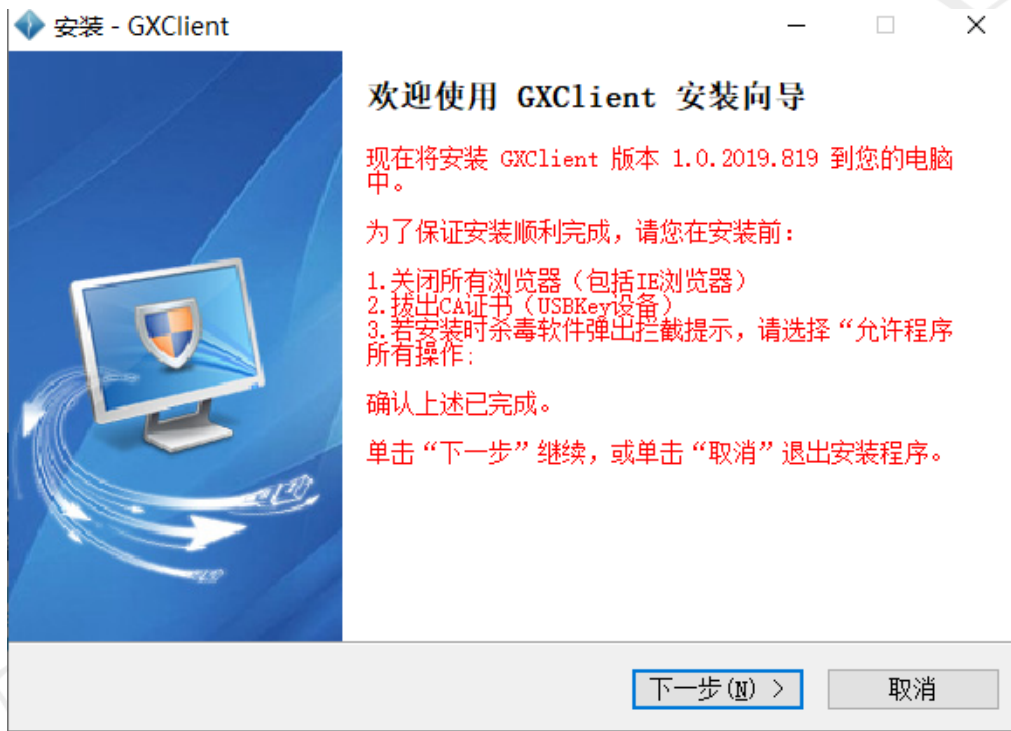 安装 - GXClient
欢迎使用 GXClient 安装向导
现在将安装 GXClient 版本 1.0.2019.819 到您的电脑
中。
为了保证安装顺利完成，请您在安装前：
1.关闭所有浏览器（包括IE浏览器）
2.拔出CA证书（USBKey设备）
3.若安装时杀毒软件弹出拦截提示，请选择“允许程序
所有操作;
确认上述已完成。
单击“下一步”继续，或单击“取消”退出安装程序。
下一步(N) >
取消